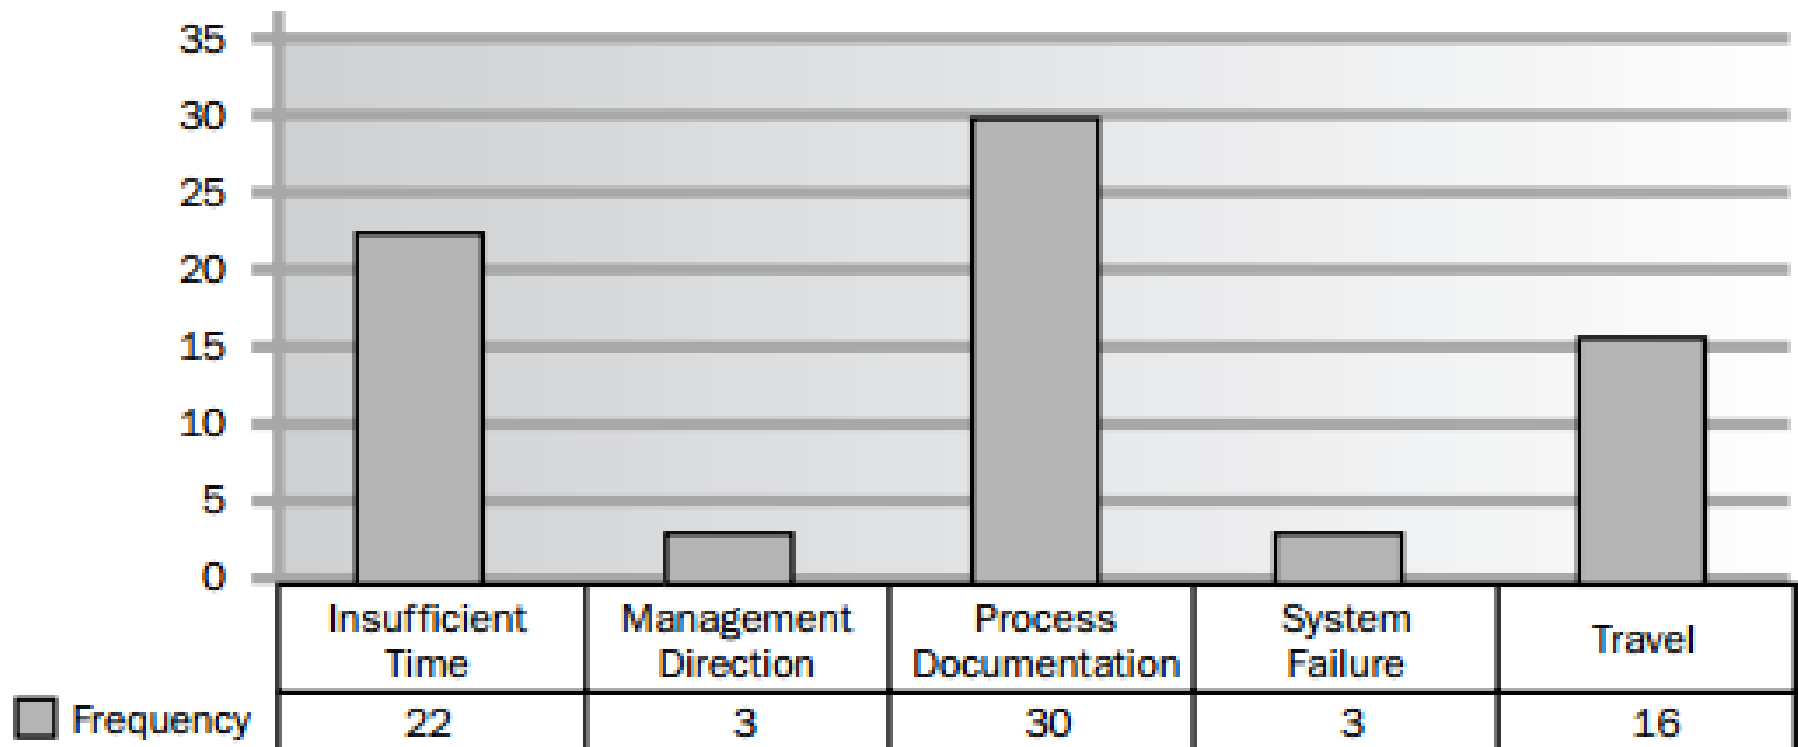 35
30
25
20
15
10
5
0
Insufficient Time
Management Direction
Process Documentation
System Failure
Travel
Frequency 22 3 30 3 16